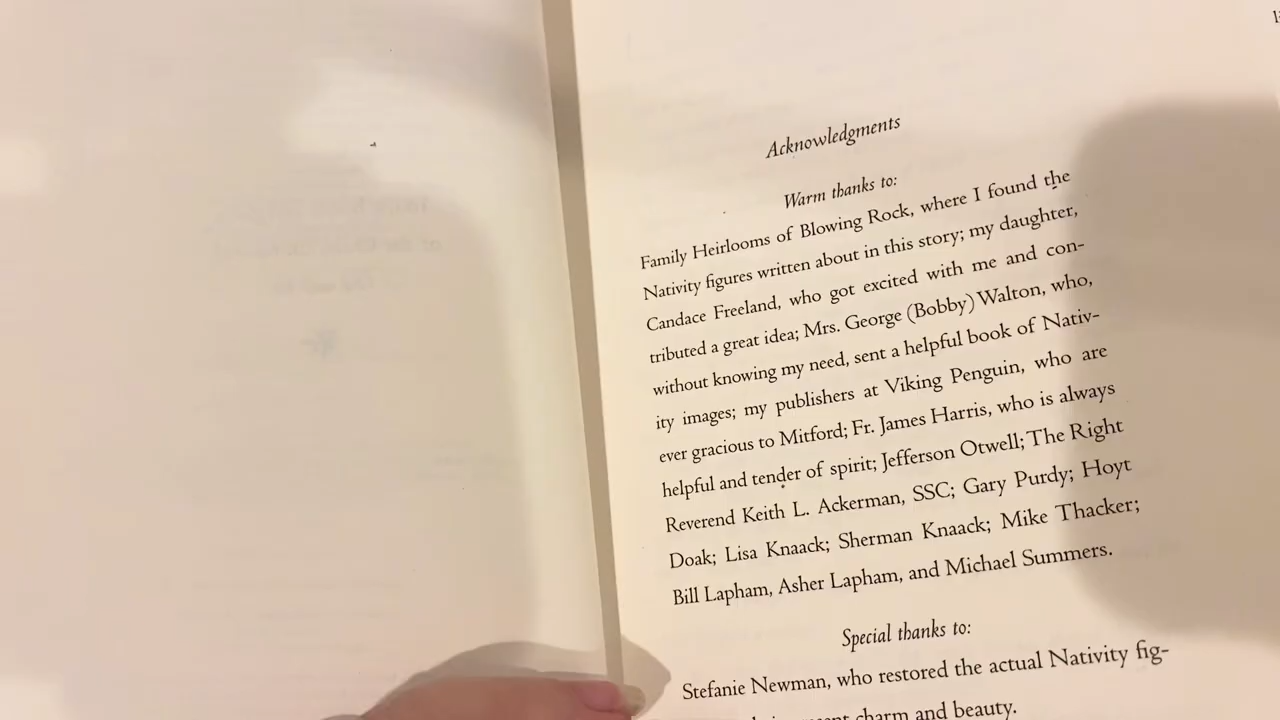 Acknowledgments
Warm thanks to:
Family Heirlooms of Blowing Rock, where I found the
Nativity figures written about in this story; my daughter,
Candace Freeland, who got excited with me and con-
tributed a great idea; Mrs. George (Bobby) Walton, who,
without knowing my need, sent a helpful book of Nativ-
ity images; my publishers at Viking Penguin, who are
ever gracious to Mitford; Fr. James Harris, who is always
helpful and tender of spirit; Jefferson Otwell; The Right
Reverend Keith L. Ackerman, SSC; Gary Purdy; Hoyt
Doak; Lisa Knaack; Sherman Knaack; Mike Thacker;
Bill Lapham, Asher Lapham, and Michael Summers.
Special thanks to:
Stefanie Newman, who restored the actual Nativity fig-
charm and beauty.